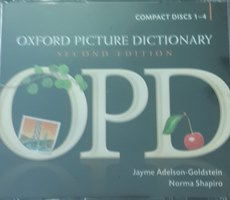 COMPACT DISCS 1–4
OXFORD PICTURE DICTIONARY
SECOND EDITION
OPD
Jayme Adelson-Goldstein
Norma Shapiro